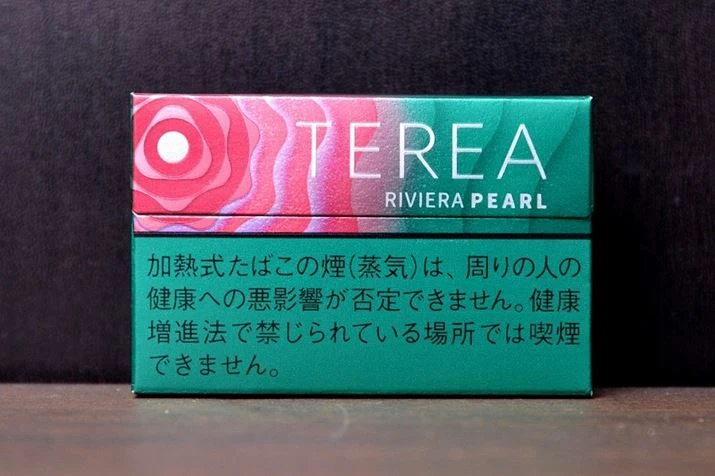 TEREA
RIVIERA PEARL
加熱式たばこの煙(蒸気)は、周りの人の
健康への悪影響が否定できません。健康
増進法で禁じられている場所では喫煙
できません。